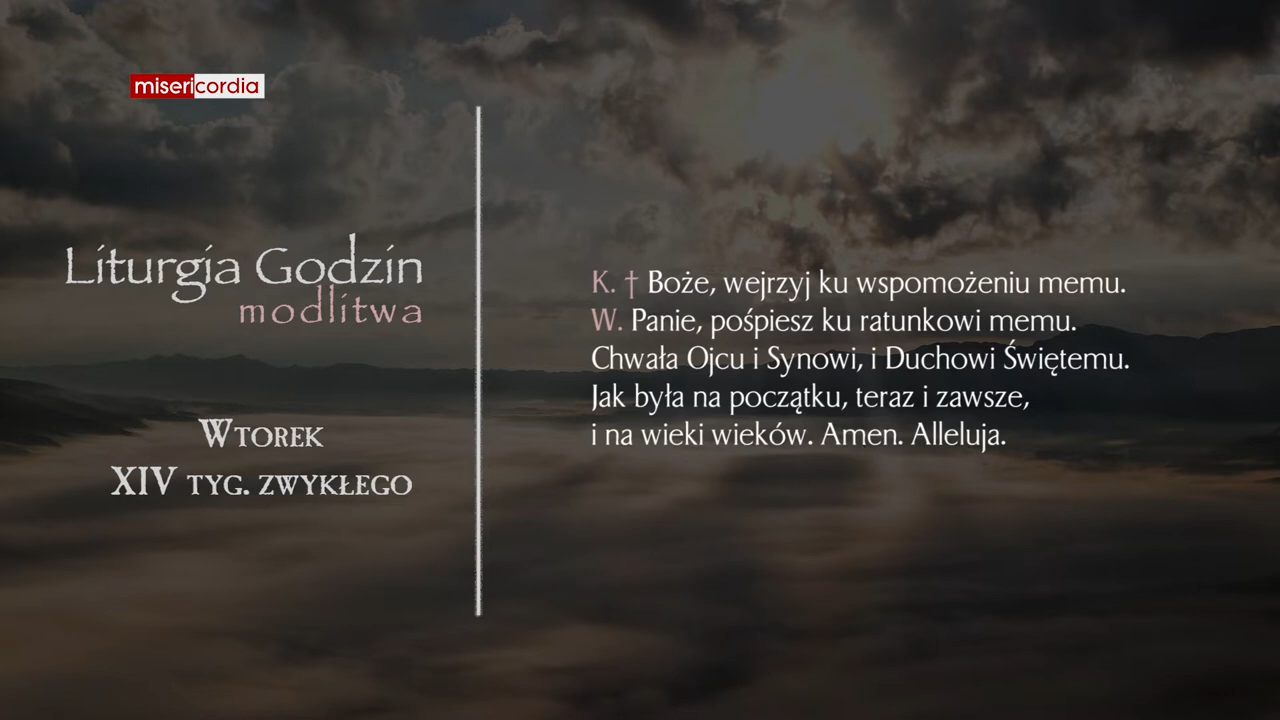 misericordia
Liturgia Godzin
modlitwa
Wtorek
XIV tyg. zwykłego
K. † Boże, wejrzyj ku wspomożeniu memu.
W. Panie, pośpiesz ku ratunkowi memu.
Chwała Ojcu i Synowi, i Duchowi Świętemu.
Jak była na początku, teraz i zawsze,
i na wieki wieków. Amen. Alleluja.